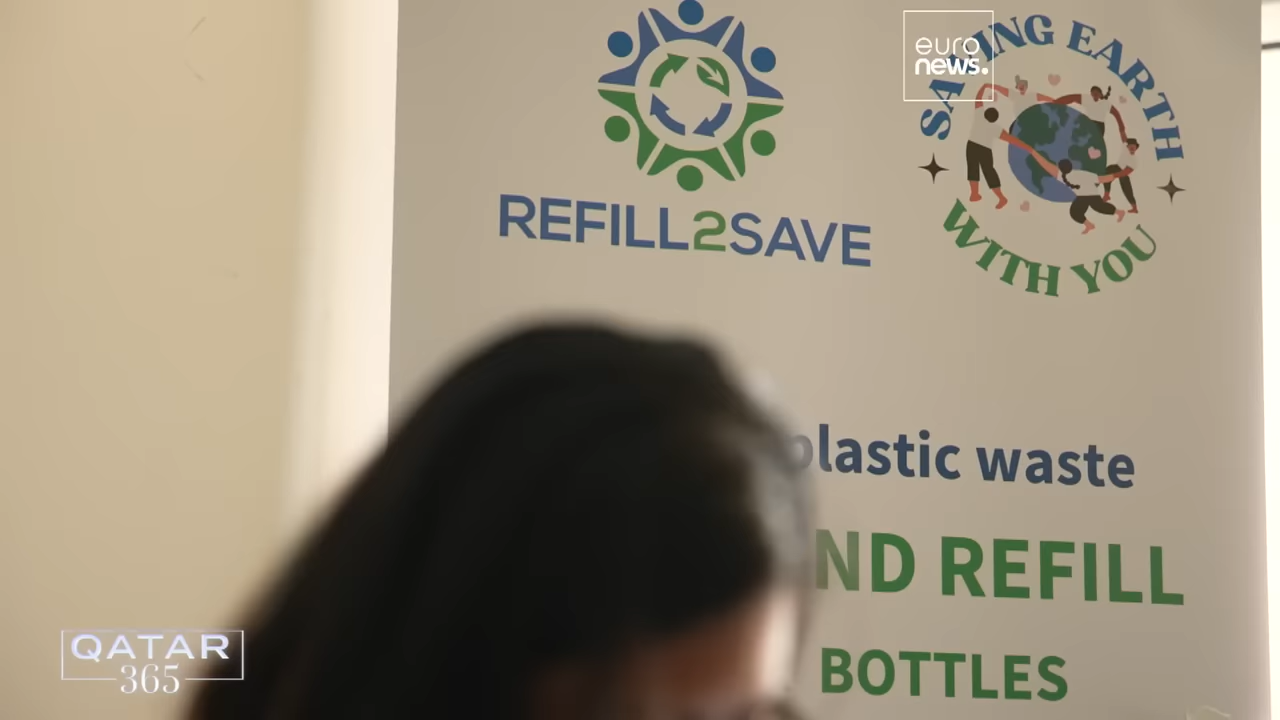 euro
news.
SAVING EARTH
WITH YOU
REFILL2SAVE
plastic waste
ND REFILL
BOTTLES
QATAR
365